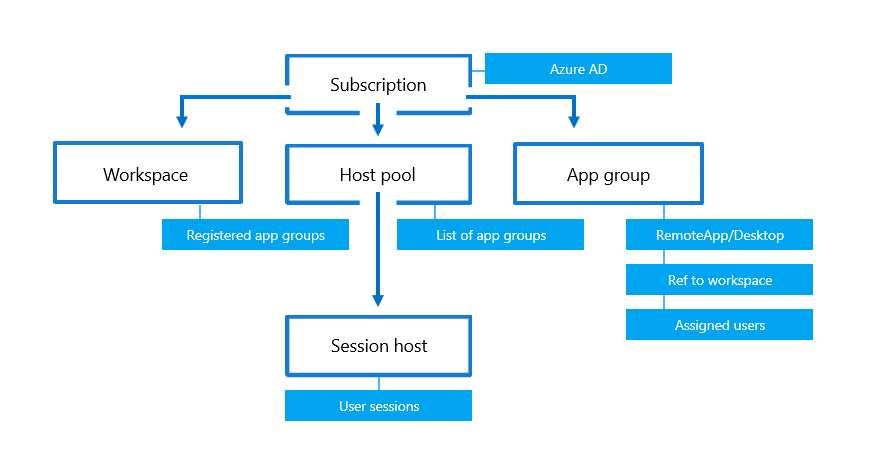 Subscription
Azure AD
Workspace
Host pool
App group
Registered app groups
List of app groups
RemoteApp/Desktop
Ref to workspace
Assigned users
Session host
User sessions